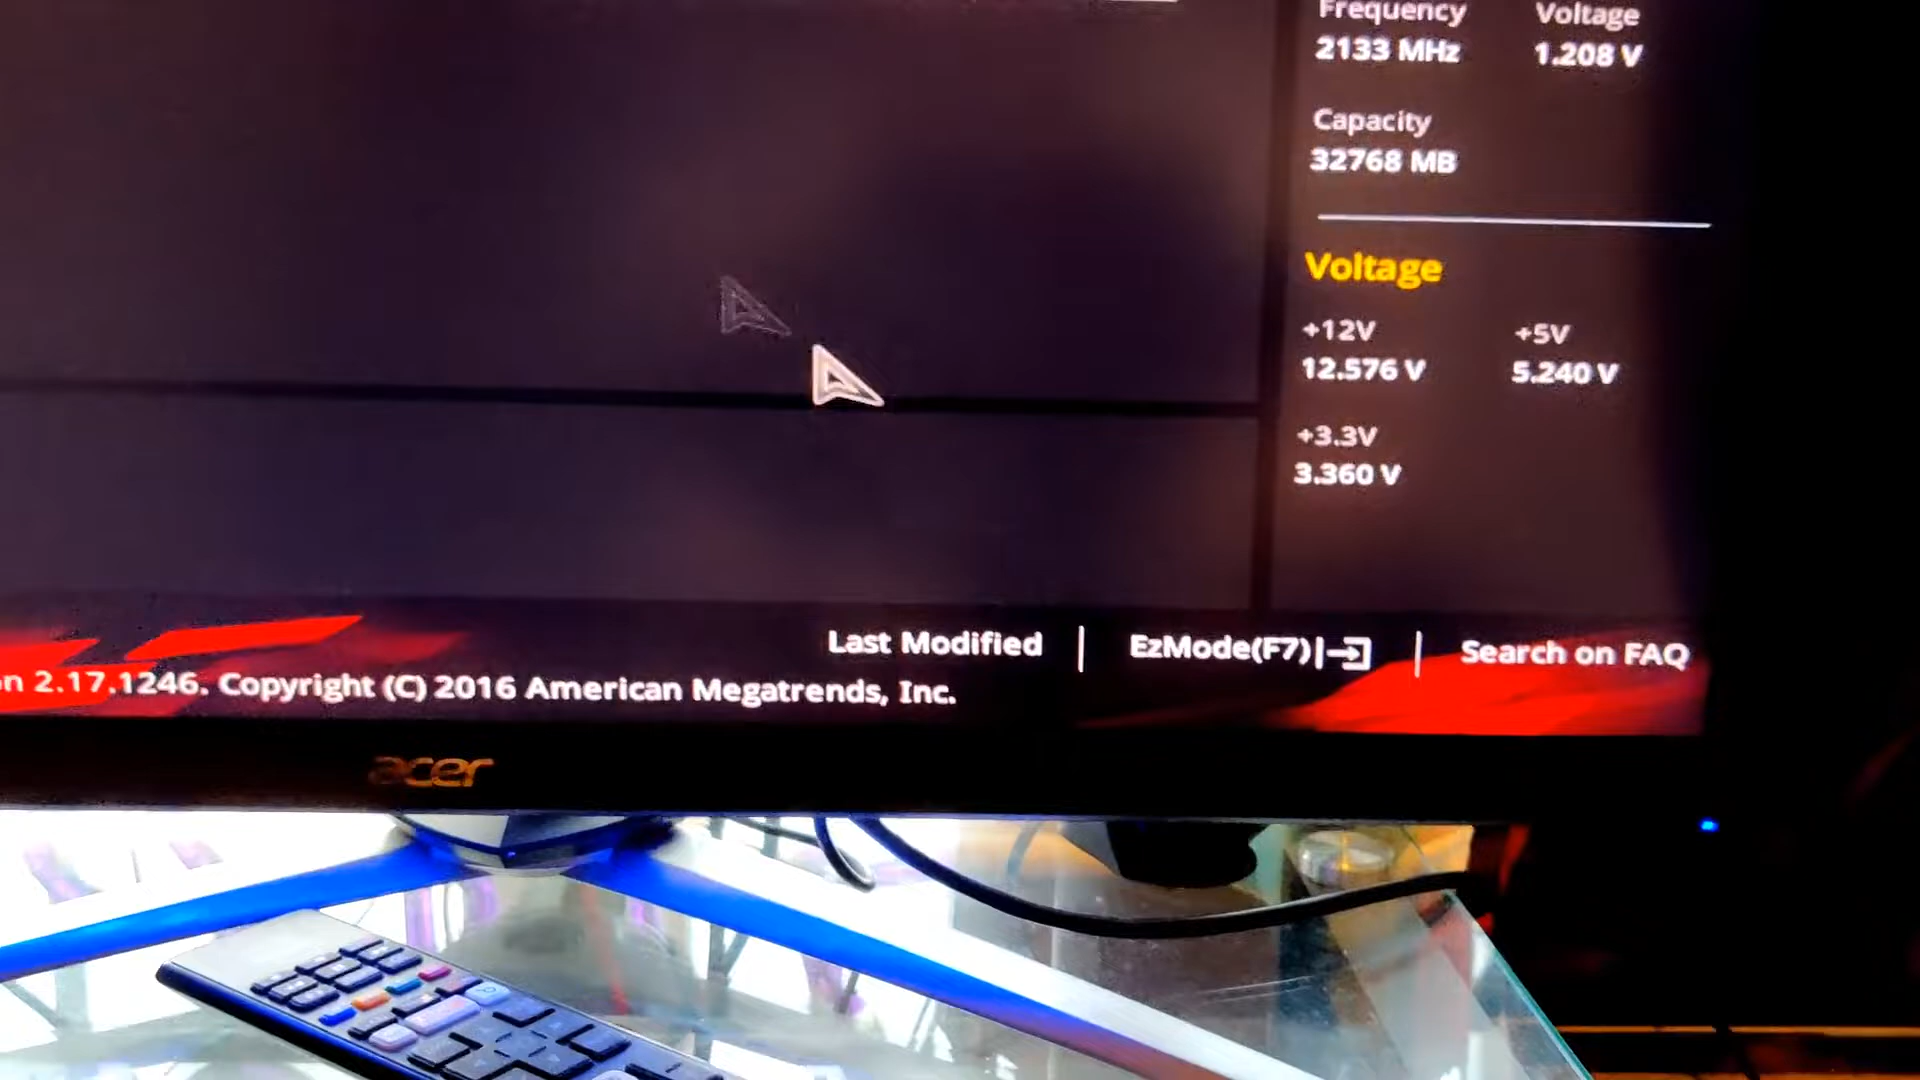 Frequency Voltage
2133 MHz 1.208 V
Capacity
32768 MB
Voltage
+12V +5V
12.576 V 5.240 V
+3.3V
3.360 V
Last Modified | EzMode(F7)| | Search on FAQ
n 2.17.1246. Copyright (C) 2016 American Megatrends, Inc.
acer